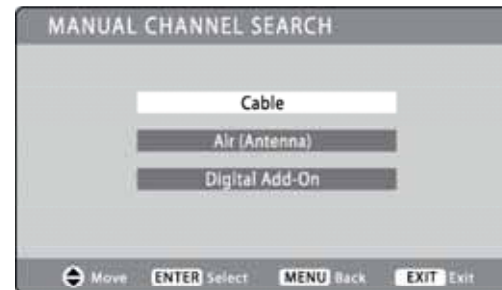 MANUAL CHANNEL SEARCH
Cable
Air (Antenna)
Digital Add-On
Move ENTER Select MENU Back EXIT Exit